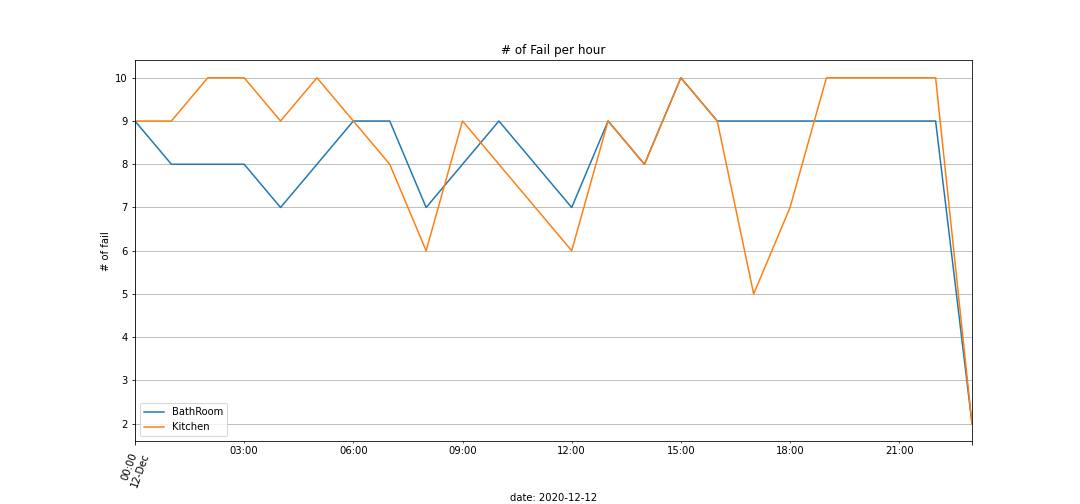 # of Fail per hour
# of fail
10
9
8
7
6
5
4
3
2
BathRoom
Kitchen
00:00
12-Dec
03:00
06:00
09:00
12:00
15:00
18:00
21:00
date: 2020-12-12